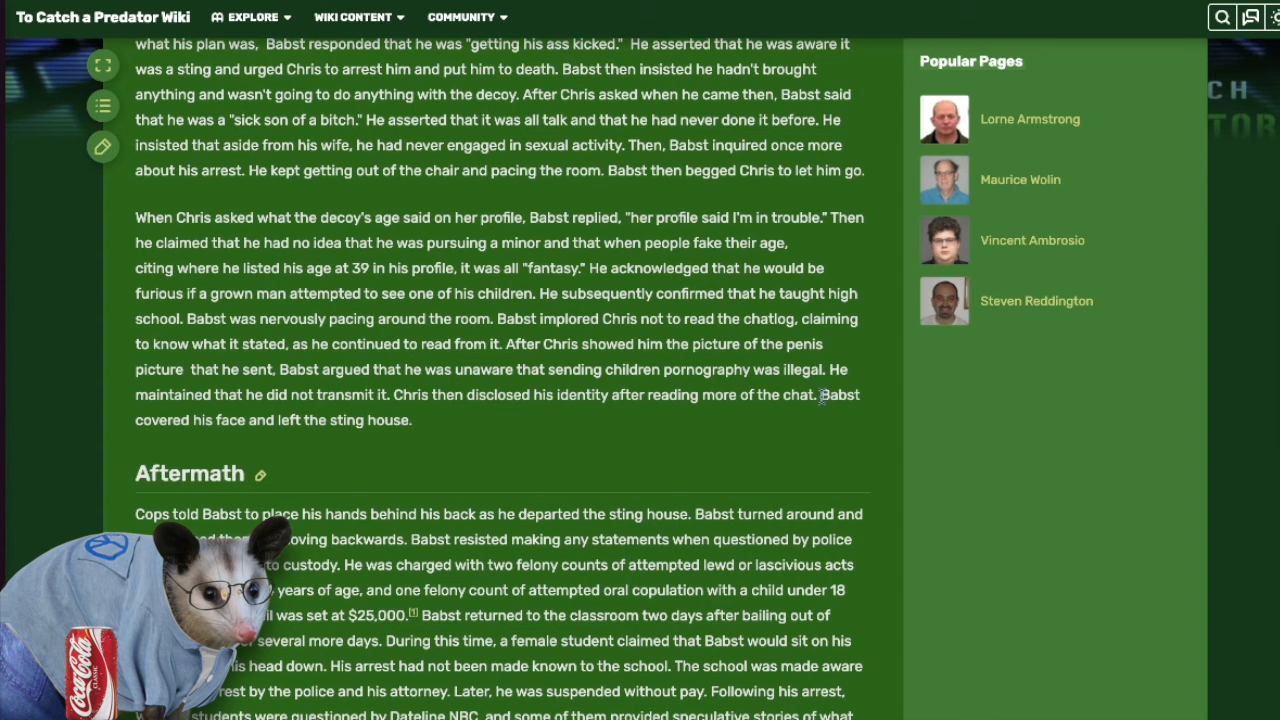 To Catch a Predator Wiki
EXPLORE
WIKI CONTENT
COMMUNITY
what his plan was, Babst responded that he was "getting his ass kicked." He asserted that he was aware it
was a sting and urged Chris to arrest him and put him to death. Babst then insisted he hadn't brought
anything and wasn't going to do anything with the decoy. After Chris asked when he came then, Babst said
that he was a "sick son of a bitch." He asserted that it was all talk and that he had never done it before. He
insisted that aside from his wife, he had never engaged in sexual activity. Then, Babst inquired once more
about his arrest. He kept getting out of the chair and pacing the room. Babst then begged Chris to let him go.
When Chris asked what the decoy's age said on her profile, Babst replied, "her profile said I'm in trouble." Then
he claimed that he had no idea that he was pursuing a minor and that when people fake their age,
citing where he listed his age at 39 in his profile, it was all "fantasy." He acknowledged that he would be
furious if a grown man attempted to see one of his children. He subsequently confirmed that he taught high
school. Babst was nervously pacing around the room. Babst implored Chris not to read the chatlog, claiming
to know what it stated, as he continued to read from it. After Chris showed him the picture of the penis
picture that he sent, Babst argued that he was unaware that sending children pornography was illegal. He
maintained that he did not transmit it. Chris then disclosed his identity after reading more of the chat. Babst
covered his face and left the sting house.
Aftermath
Cops told Babst to place his hands behind his back as he departed the sting house. Babst turned around and
moving backwards. Babst resisted making any statements when questioned by police
to custody. He was charged with two felony counts of attempted lewd or lascivious acts
years of age, and one felony count of attempted oral copulation with a child under 18
was set at $25,000.[1] Babst returned to the classroom two days after bailing out of
several more days. During this time, a female student claimed that Babst would sit on his
his head down. His arrest had not been made known to the school. The school was made aware
rest by the police and his attorney. Later, he was suspended without pay. Following his arrest,
students were questioned by Dateline NBC, and some of them provided speculative stories of what
Popular Pages
Lorne Armstrong
Maurice Wolin
Vincent Ambrosio
Steven Reddington
CH
TOR
Coca-Cola
CLASSIC